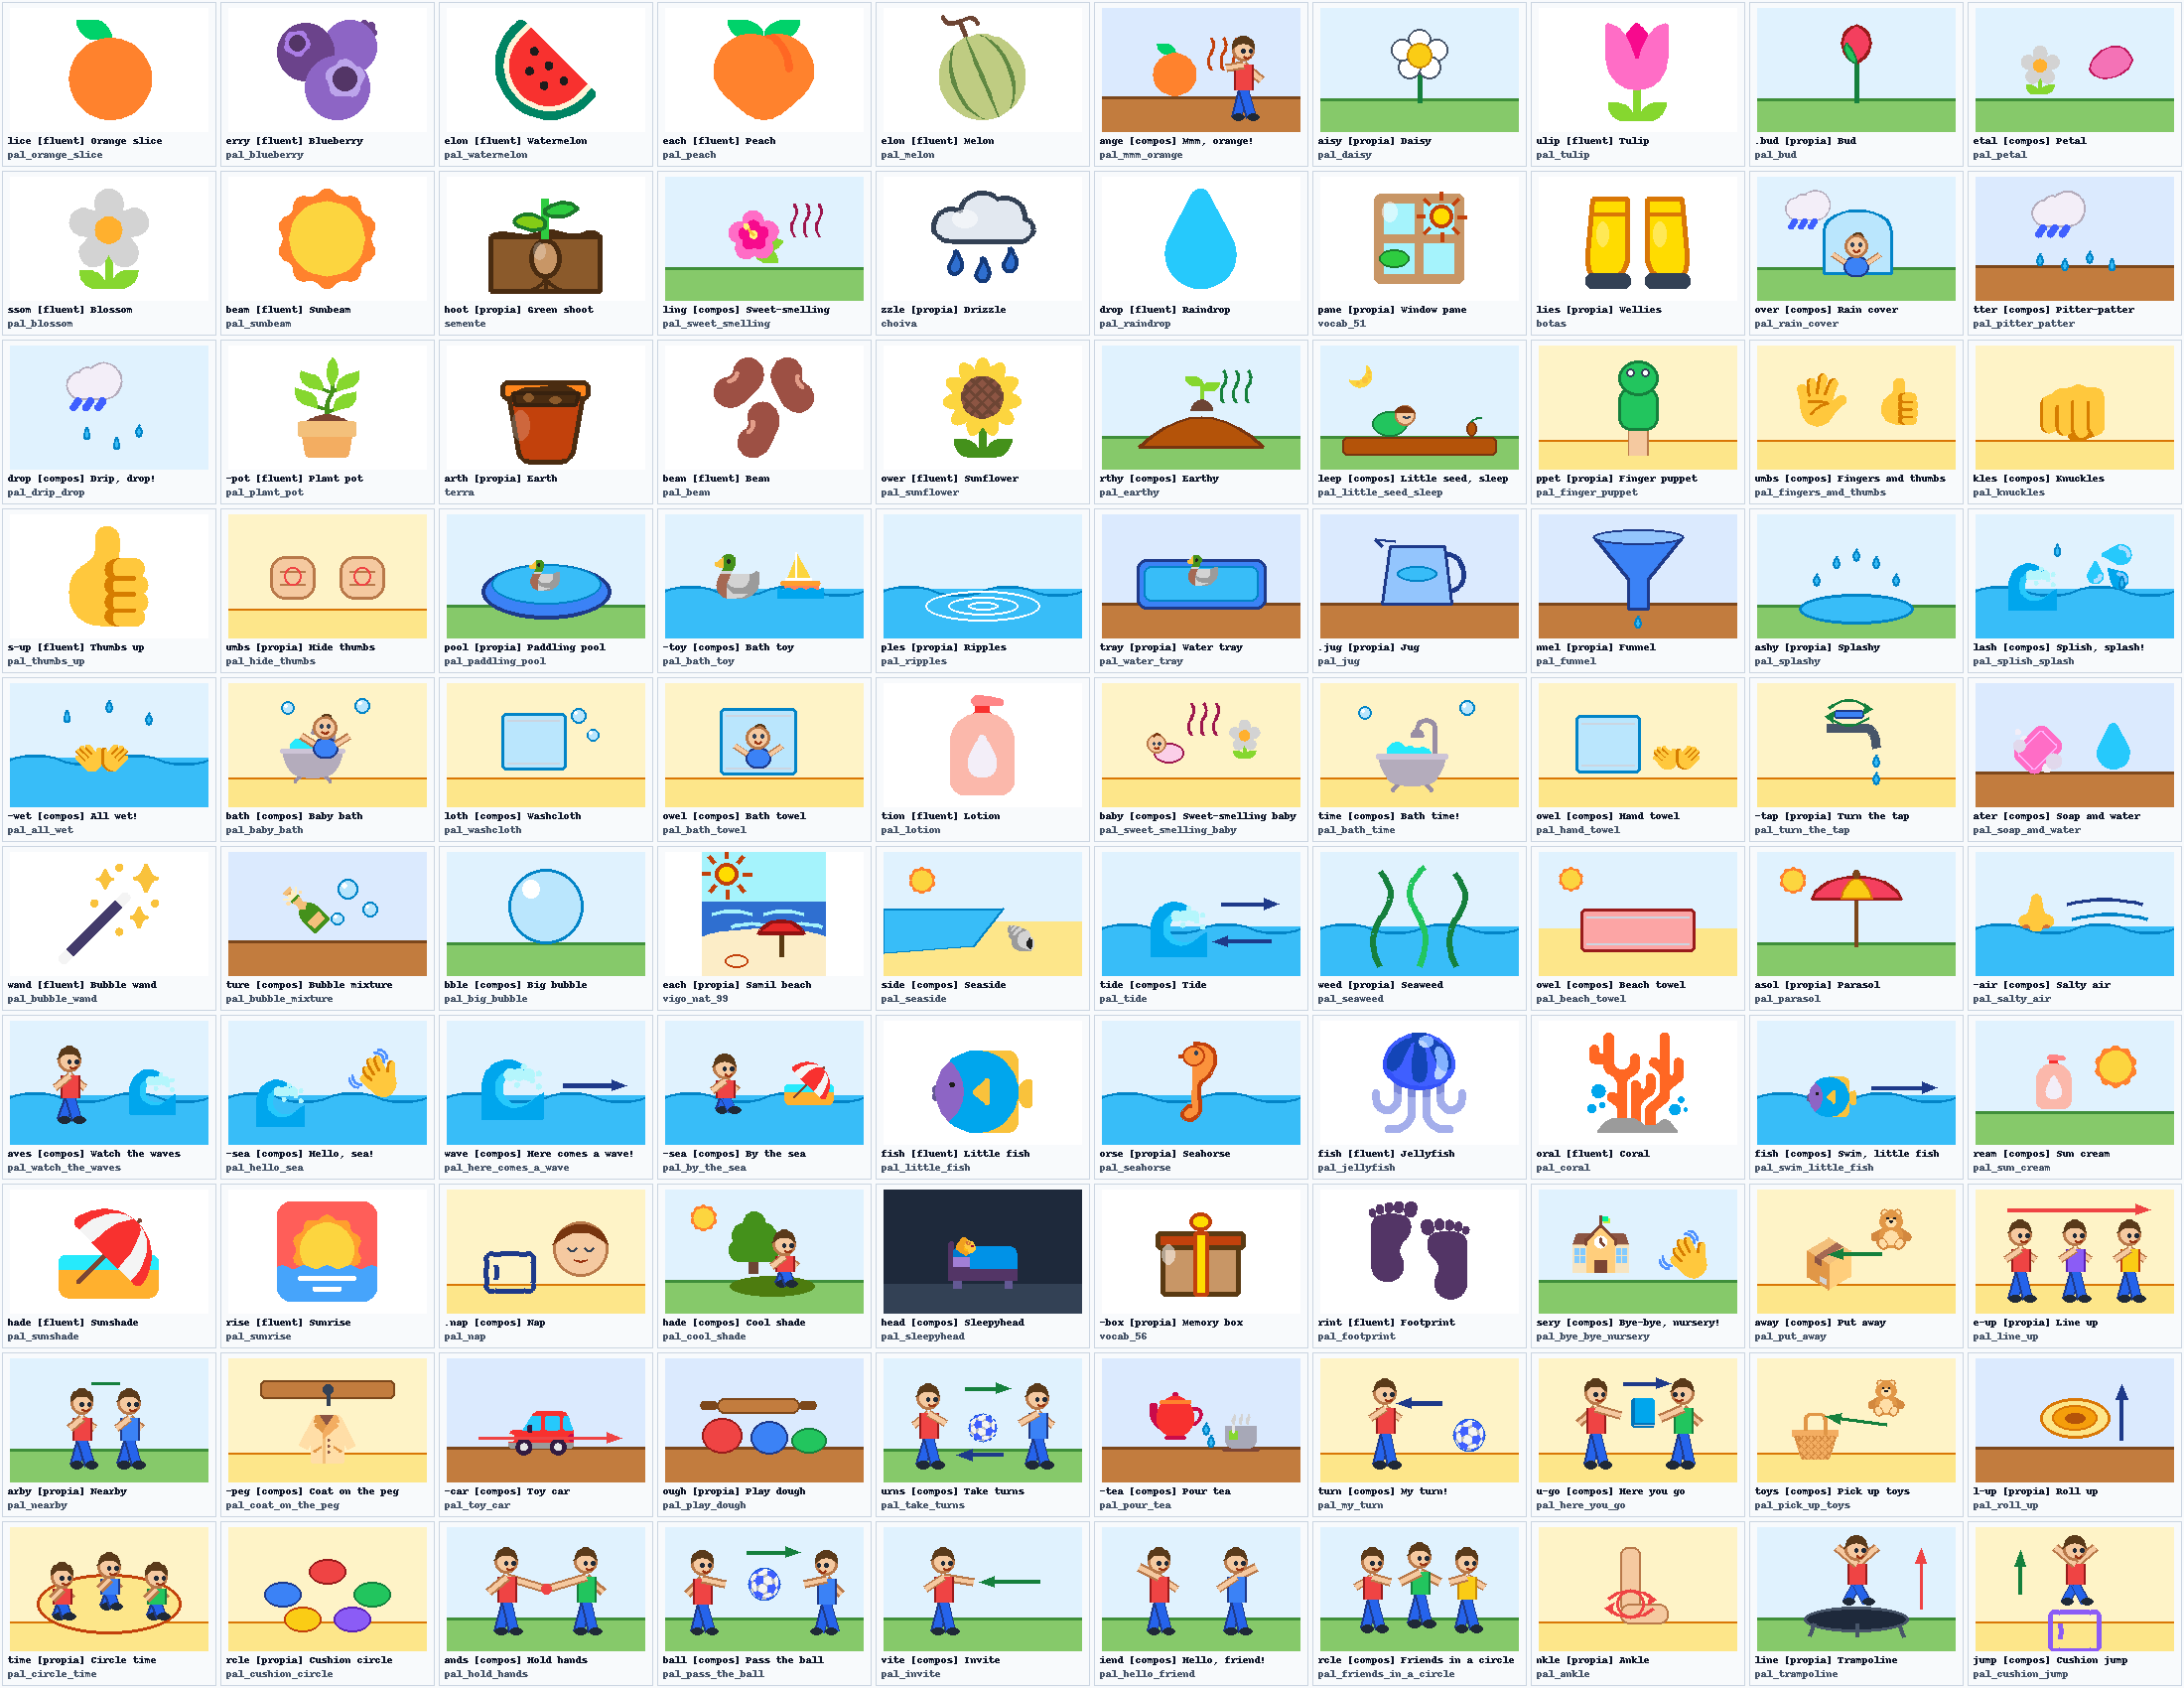 lice [fluent] Orange slice
pal_orange_slice
erry [fluent] Blueberry
pal_blueberry
elon [fluent] Watermelon
pal_watermelon
each [fluent] Peach
pal_peach
elon [fluent] Melon
pal_melon
ange [compos] Mmm, orange!
pal_mmm_orange
aisy [propia] Daisy
pal_daisy
ulip [fluent] Tulip
pal_tulip
.bud [propia] Bud
pal_bud
etal [compos] Petal
pal_petal
ssom [fluent] Blossom
pal_blossom
beam [fluent] Sunbeam
pal_sunbeam
hoot [propia] Green shoot
semente
ling [compos] Sweet-smelling
pal_sweet_smelling
zzle [propia] Drizzle
choiva
drop [fluent] Raindrop
pal_raindrop
pane [propia] Window pane
vocab_51
lies [propia] Wellies
botas
over [compos] Rain cover
pal_rain_cover
tter [compos] Pitter-patter
pal_pitter_patter
drop [compos] Drip, drop!
pal_drip_drop
-pot [fluent] Plant pot
pal_plant_pot
arth [propia] Earth
terra
bean [fluent] Bean
pal_bean
ower [fluent] Sunflower
pal_sunflower
rthy [compos] Earthy
pal_earthy
leep [compos] Little seed, sleep
pal_little_seed_sleep
ppet [propia] Finger puppet
pal_finger_puppet
umbs [compos] Fingers and thumbs
pal_fingers_and_thumbs
kles [compos] Knuckles
pal_knuckles
s-up [fluent] Thumbs up
pal_thumbs_up
umbs [propia] Hide thumbs
pal_hide_thumbs
pool [propia] Paddling pool
pal_paddling_pool
-toy [compos] Bath toy
pal_bath_toy
ples [propia] Ripples
pal_ripples
tray [propia] Water tray
pal_water_tray
.jug [propia] Jug
pal_jug
nnel [propia] Funnel
pal_funnel
ashy [propia] Splashy
pal_splashy
lash [compos] Splish, splash!
pal_splish_splash
-wet [compos] All wet!
pal_all_wet
bath [compos] Baby bath
pal_baby_bath
loth [compos] Washcloth
pal_washcloth
owel [compos] Bath towel
pal_bath_towel
tion [fluent] Lotion
pal_lotion
baby [compos] Sweet-smelling baby
pal_sweet_smelling_baby
time [compos] Bath time!
pal_bath_time
owel [compos] Hand towel
pal_hand_towel
-tap [propia] Turn the tap
pal_turn_the_tap
ater [compos] Soap and water
pal_soap_and_water
wand [fluent] Bubble wand
pal_bubble_wand
ture [compos] Bubble mixture
pal_bubble_mixture
bble [compos] Big bubble
pal_big_bubble
each [propia] Samil beach
vigo_nat_99
side [compos] Seaside
pal_seaside
tide [compos] Tide
pal_tide
weed [propia] Seaweed
pal_seaweed
owel [compos] Beach towel
pal_beach_towel
asol [propia] Parasol
pal_parasol
-air [compos] Salty air
pal_salty_air
aves [compos] Watch the waves
pal_watch_the_waves
-sea [compos] Hello, sea!
pal_hello_sea
wave [compos] Here comes a wave!
pal_here_comes_a_wave
-sea [compos] By the sea
pal_by_the_sea
fish [fluent] Little fish
pal_little_fish
orse [propia] Seahorse
pal_seahorse
fish [fluent] Jellyfish
pal_jellyfish
oral [fluent] Coral
pal_coral
fish [compos] Swim, little fish
pal_swim_little_fish
ream [compos] Sun cream
pal_sun_cream
hade [fluent] Sunshade
pal_sunshade
rise [fluent] Sunrise
pal_sunrise
.nap [compos] Nap
pal_nap
hade [compos] Cool shade
pal_cool_shade
head [compos] Sleepyhead
pal_sleepyhead
-box [propia] Memory box
vocab_56
rint [fluent] Footprint
pal_footprint
sery [compos] Bye-bye, nursery!
pal_bye_bye_nursery
away [compos] Put away
pal_put_away
e-up [propia] Line up
pal_line_up
arby [propia] Nearby
pal_nearby
-peg [compos] Coat on the peg
pal_coat_on_the_peg
-car [compos] Toy car
pal_toy_car
ough [propia] Play dough
pal_play_dough
urns [compos] Take turns
pal_take_turns
-tea [compos] Pour tea
pal_pour_tea
turn [compos] My turn!
pal_my_turn
u-go [compos] Here you go
pal_here_you_go
toys [compos] Pick up toys
pal_pick_up_toys
l-up [propia] Roll up
pal_roll_up
time [propia] Circle time
pal_circle_time
rcle [propia] Cushion circle
pal_cushion_circle
ands [compos] Hold hands
pal_hold_hands
ball [compos] Pass the ball
pal_pass_the_ball
vite [compos] Invite
pal_invite
iend [compos] Hello, friend!
pal_hello_friend
rcle [compos] Friends in a circle
pal_friends_in_a_circle
nkle [propia] Ankle
pal_ankle
line [propia] Trampoline
pal_trampoline
jump [compos] Cushion jump
pal_cushion_jump